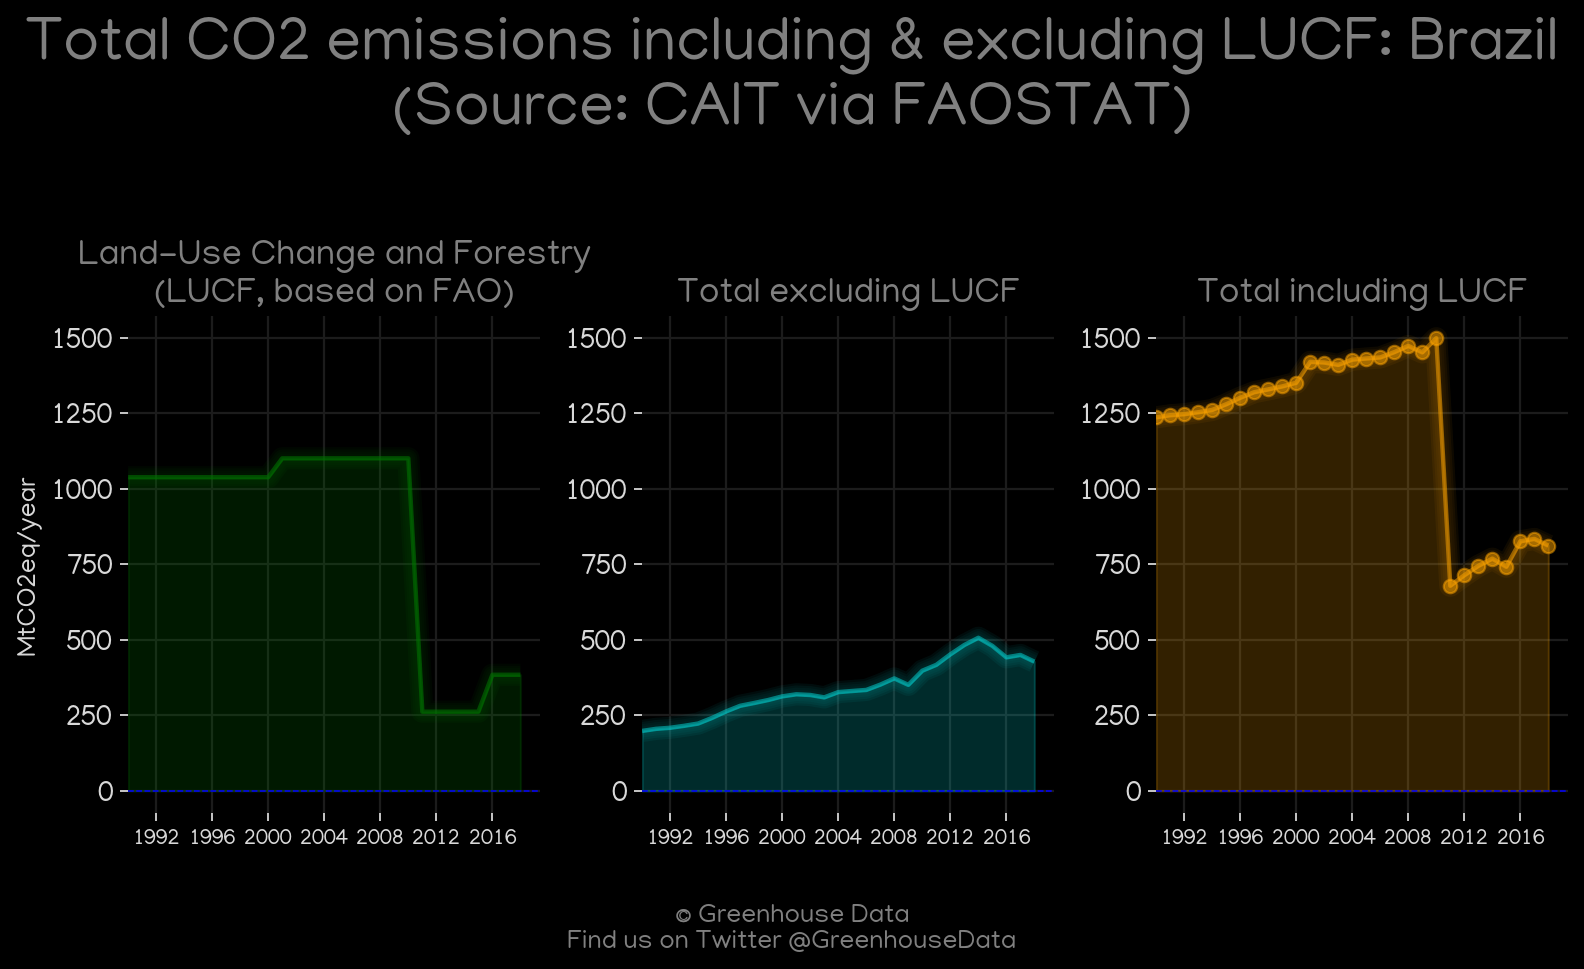 Total CO2 emissions including & excluding LUCF: Brazil
(Source: CAIT via FAOSTAT)
Land-Use Change and Forestry
(LUCF, based on FAO)
MtCO2eq/year
1500
1250
1000
750
500
250
0
1992 1996 2000 2004 2008 2012 2016
Total excluding LUCF
1500
1250
1000
750
500
250
0
1992 1996 2000 2004 2008 2012 2016
Total including LUCF
1500
1250
1000
750
500
250
0
1992 1996 2000 2004 2008 2012 2016
© Greenhouse Data
Find us on Twitter @GreenhouseData